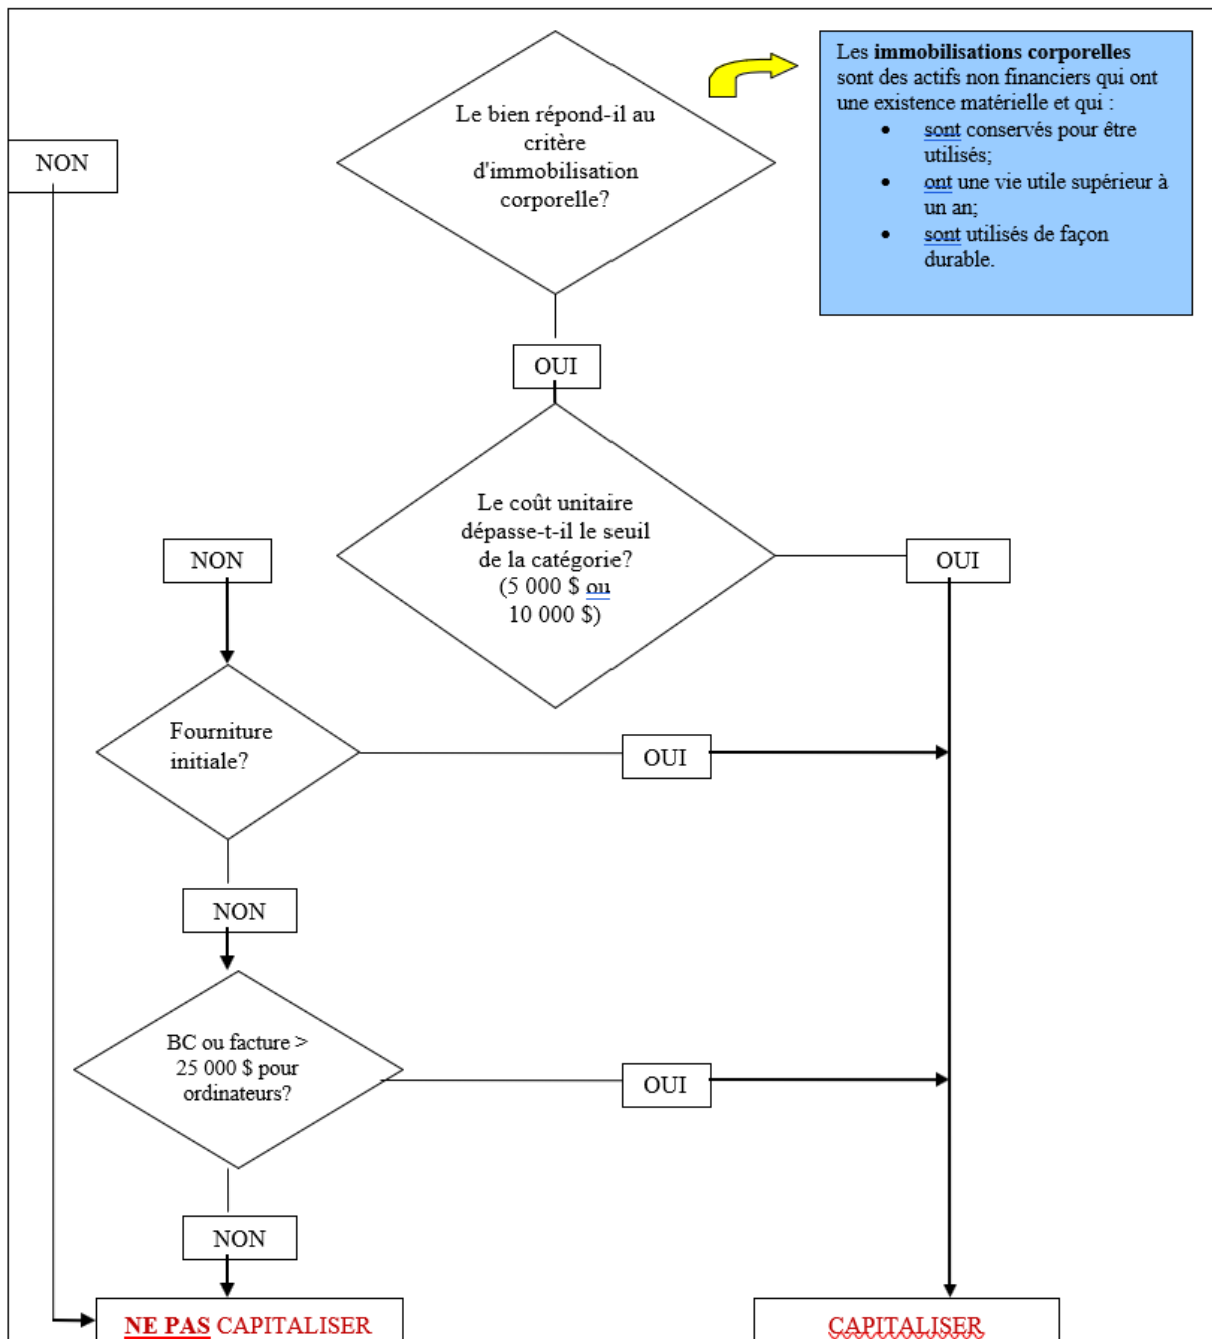 Le bien répond-il au
critère
d'immobilisation
corporelle?
Les immobilisations corporelles
sont des actifs non financiers qui ont
une existence matérielle et qui :
• sont conservés pour être
utilisés;
• ont une vie utile supérieur à
un an;
• sont utilisés de façon
durable.
NON
OUI
Le coût unitaire
dépasse-t-il le seuil
de la catégorie?
(5 000 $ ou
10 000 $)
NON
OUI
Fourniture
initiale?
OUI
NON
BC ou facture >
25 000 $ pour
ordinateurs?
OUI
NON
NE PAS CAPITALISER
CAPITALISER